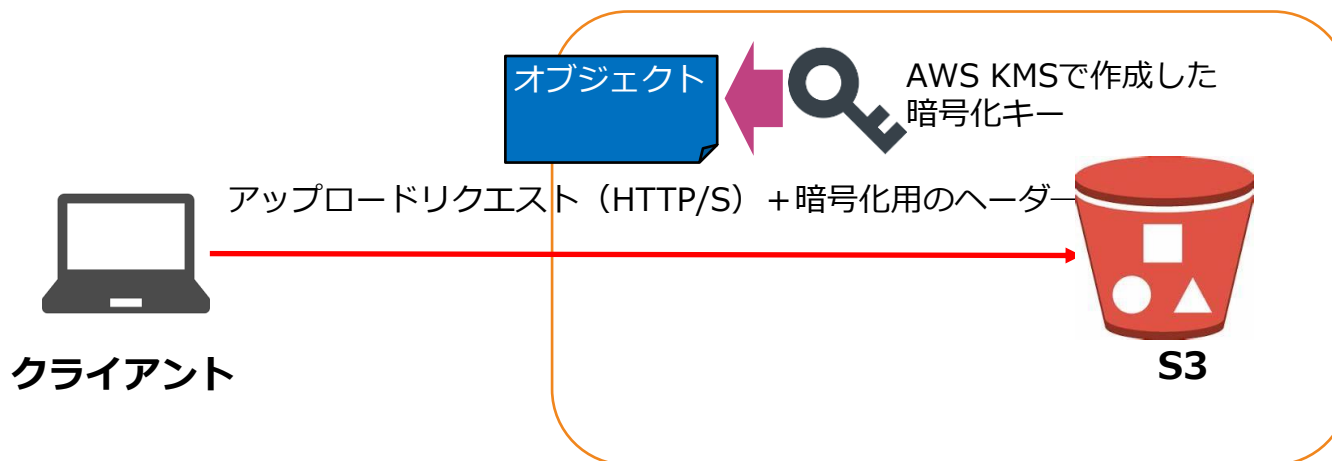 オブジェクト
AWS KMSで作成した
暗号化キー
アップロードリクエスト（HTTP/S）＋暗号化用のヘーダー
クライアント
S3